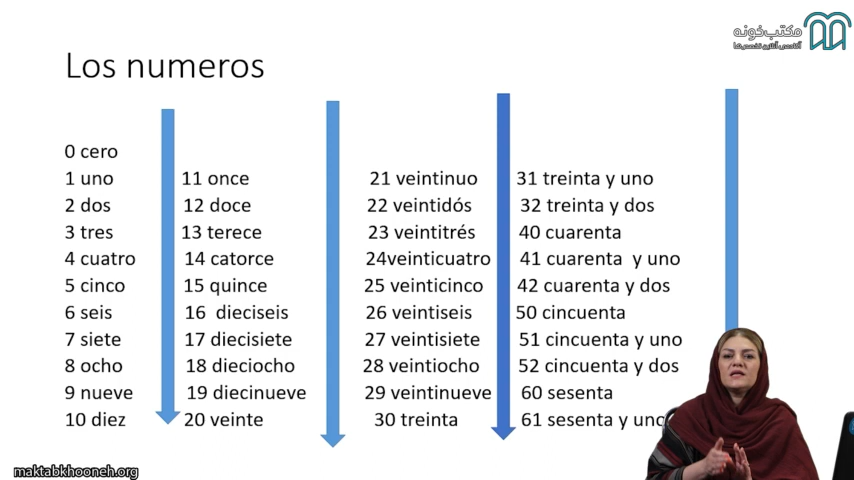 مکتب‌خونه
آکادمی آنلاین تخصص‌ها
Los numeros
0 cero
1 uno
2 dos
3 tres
4 cuatro
5 cinco
6 seis
7 siete
8 ocho
9 nueve
10 diez
11 once
12 doce
13 terece
14 catorce
15 quince
16 dieciseis
17 diecisiete
18 dieciocho
19 diecinueve
20 veinte
21 veintinuo
22 veintidós
23 veintitrés
24veinticuatro
25 veinticinco
26 veintiseis
27 veintisiete
28 veintiocho
29 veintinueve
30 treinta
31 treinta y uno
32 treinta y dos
40 cuarenta
41 cuarenta y uno
42 cuarenta y dos
50 cincuenta
51 cincuenta y uno
52 cincuenta y dos
60 sesenta
61 sesenta y uno
maktabkhooneh.org